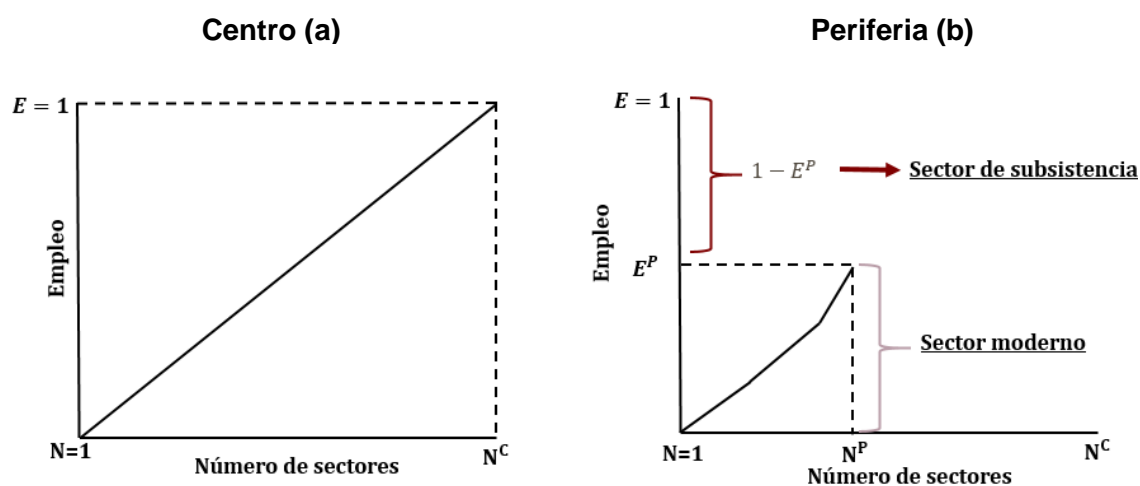 Centro (a)
E = 1
Empleo
N=1
Número de sectores
N^C
Periferia (b)
E = 1
1 − E^P
Sector de subsistencia
Empleo
E^P
Sector moderno
N=1
N^P
N^C
Número de sectores